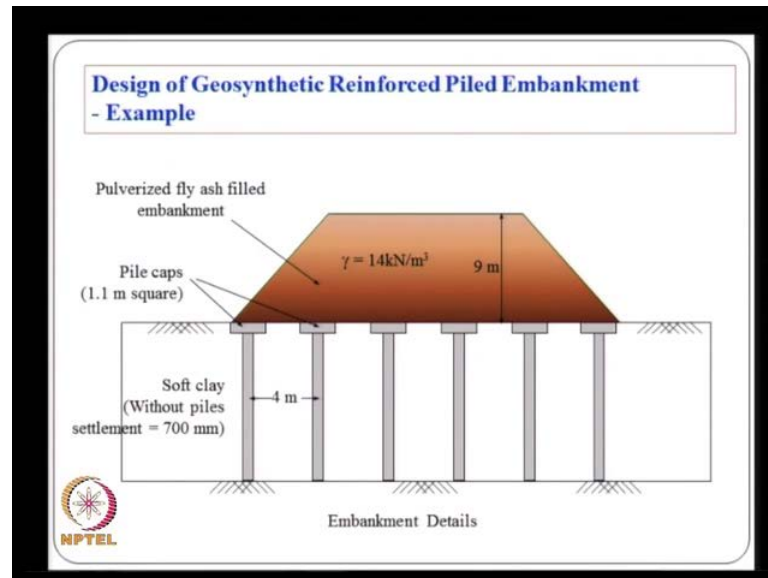 Design of Geosynthetic Reinforced Piled Embankment
- Example
Pulverized fly ash filled
embankment
γ = 14kN/m³
9 m
Pile caps
(1.1 m square)
Soft clay
(Without piles
settlement = 700 mm)
4 m
Embankment Details
NPTEL